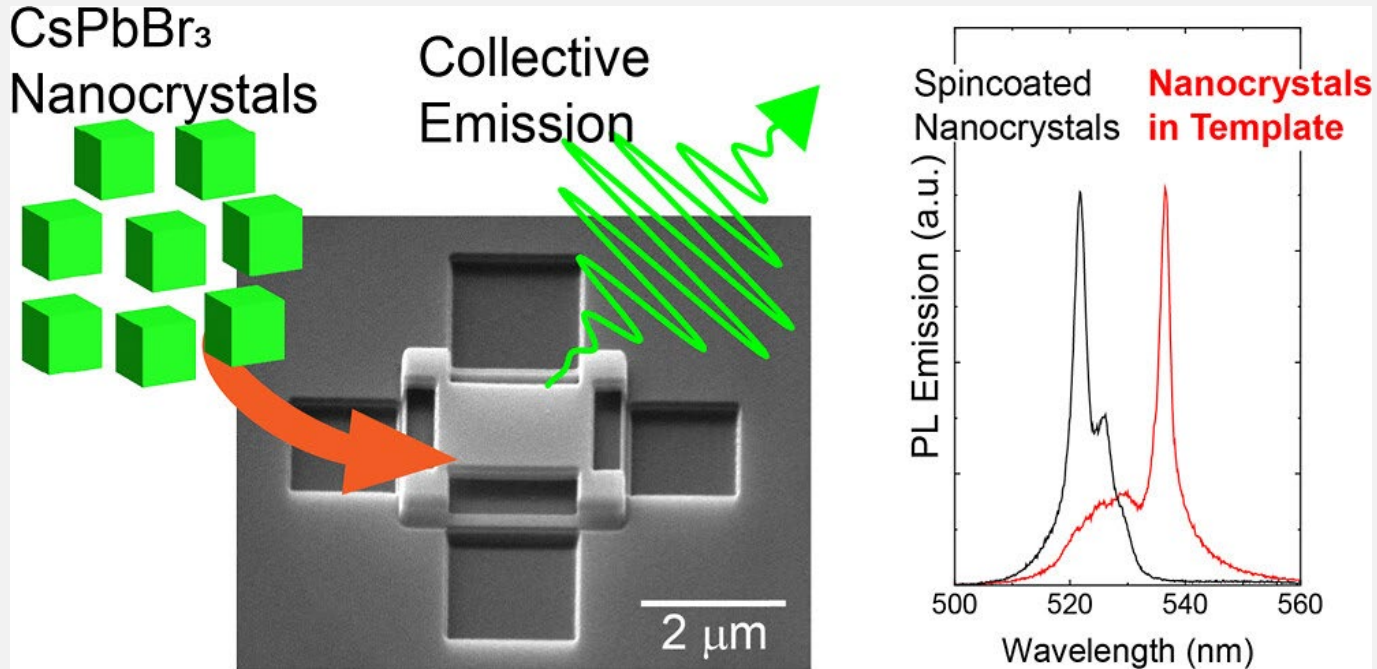 CsPbBr₃
Nanocrystals
Collective
Emission
2 μm
Spincoated
Nanocrystals
Nanocrystals
in Template
PL Emission (a.u.)
500
520
540
560
Wavelength (nm)